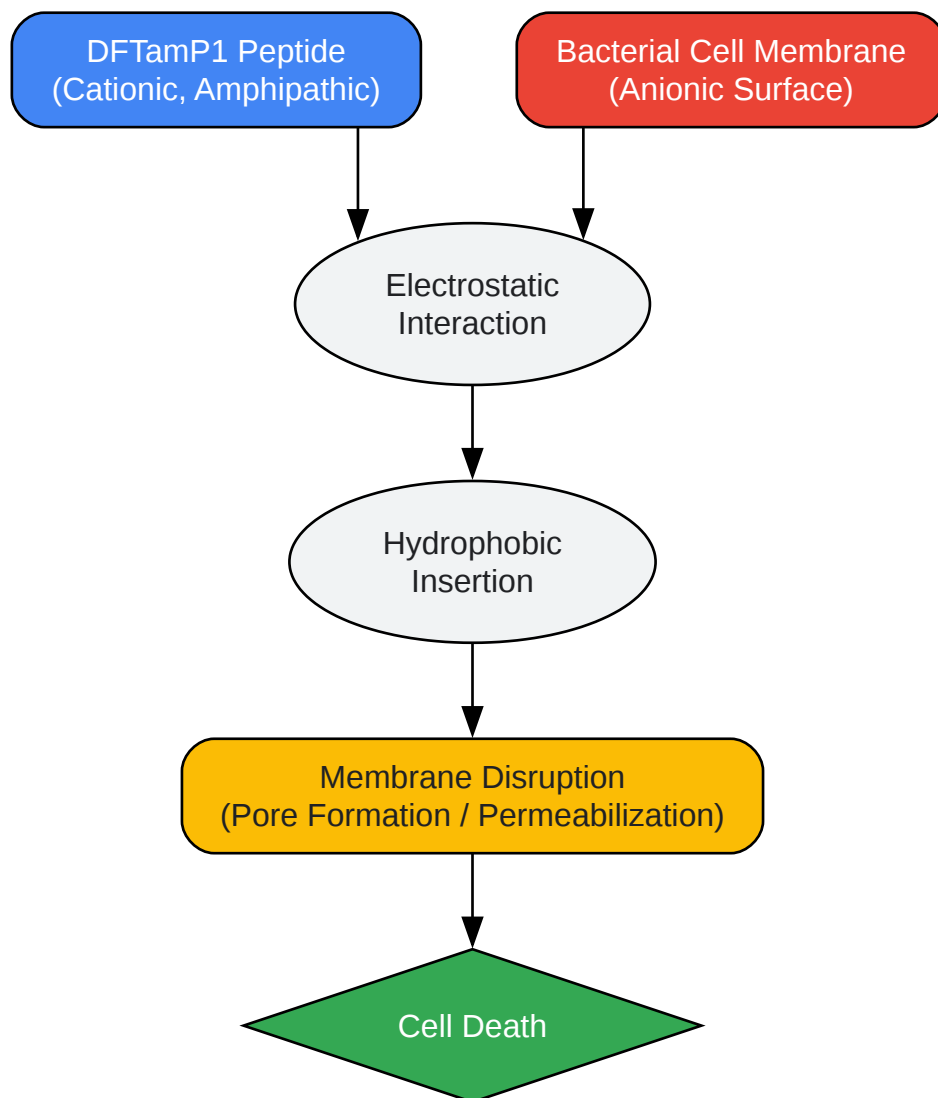 DFTamP1 Peptide
(Cationic, Amphipathic)
Bacterial Cell Membrane
(Anionic Surface)
Electrostatic
Interaction
Hydrophobic
Insertion
Membrane Disruption
(Pore Formation / Permeabilization)
Cell Death